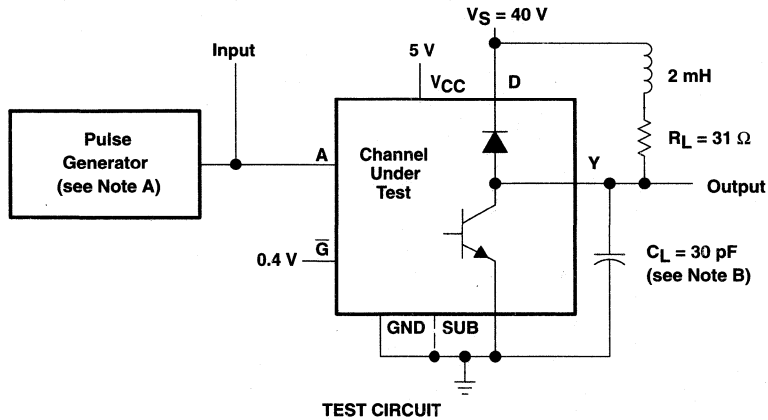 VS = 40 V
Input
5 V
VCC
D
2 mH
Pulse
Generator
(see Note A)
A
Channel
Under
Test
RL = 31 Ω
Y
Output
G
0.4 V
CL = 30 pF
(see Note B)
GND
SUB
TEST CIRCUIT